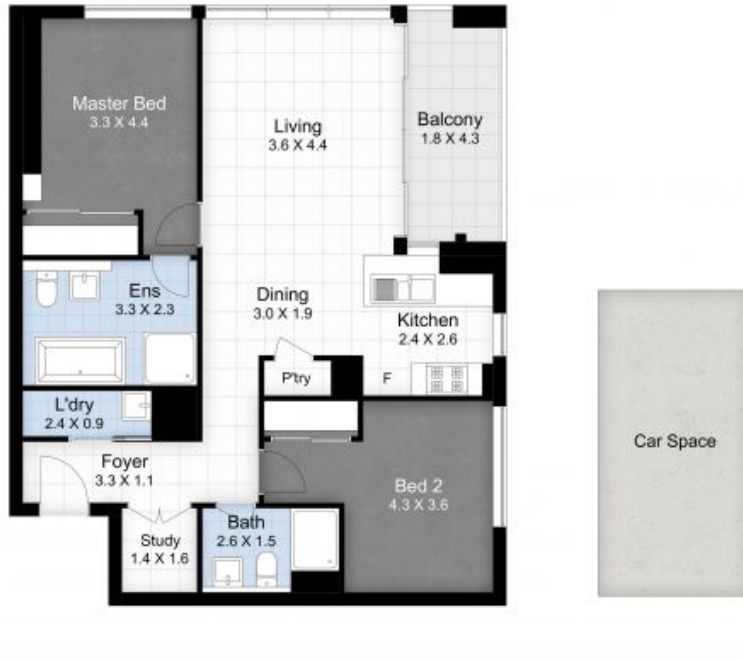 Master Bed
3.3 X 4.4
Living
3.6 X 4.4
Balcony
1.8 X 4.3
Ens
3.3 X 2.3
Dining
3.0 X 1.9
Kitchen
2.4 X 2.6
P'try
F
L'dry
2.4 X 0.9
Foyer
3.3 X 1.1
Bed 2
4.3 X 3.6
Study
1.4 X 1.6
Bath
2.6 X 1.5
Car Space